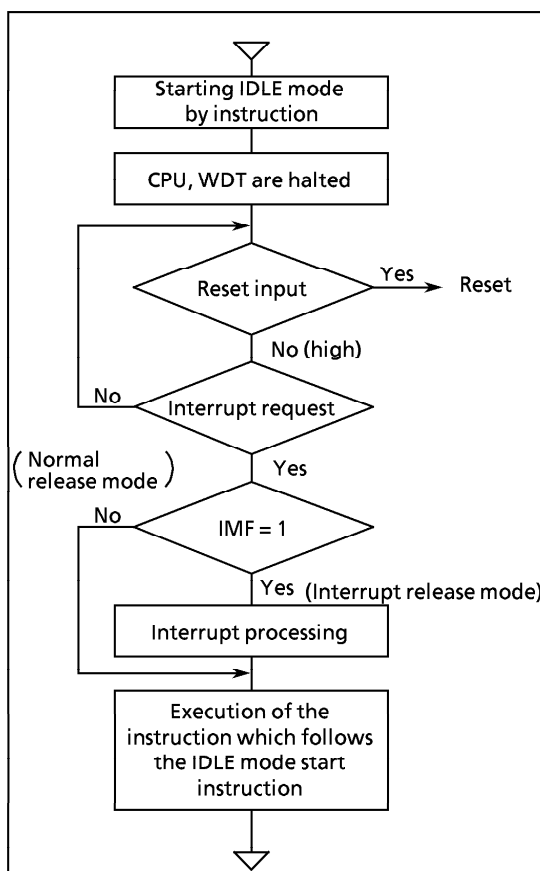 Starting IDLE mode
by instruction
CPU, WDT are halted
Reset input
Yes
Reset
No (high)
Interrupt request
No
(Normal
release mode)
Yes
No
IMF = 1
Yes (Interrupt release mode)
Interrupt processing
Execution of the
instruction which follows
the IDLE mode start
instruction